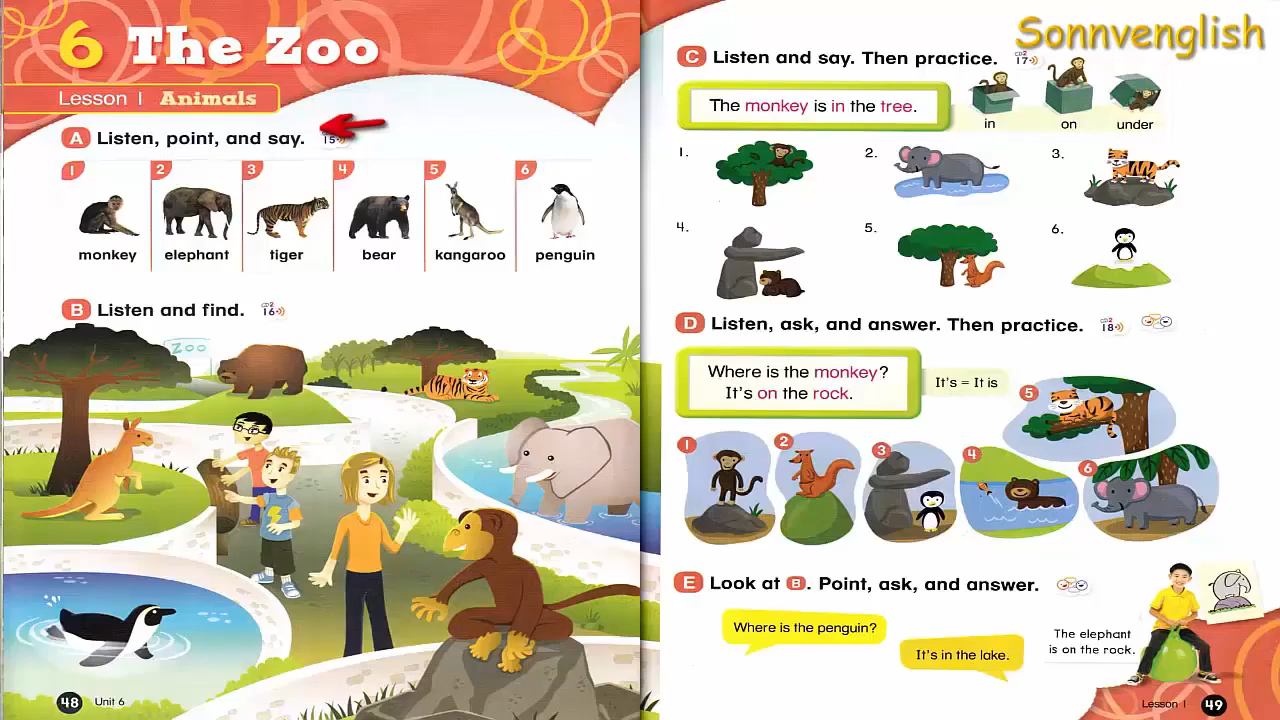 6 The Zoo
Lesson 1 Animals
A Listen, point, and say.
15
1 2 3 4 5 6
monkey elephant tiger bear kangaroo penguin
B Listen and find. CD2 16
Zoo
48 Unit 6
Sonnvenglish
C Listen and say. Then practice. CD2 17
The monkey is in the tree.
in on under
1. 2. 3.
4. 5. 6.
D Listen, ask, and answer. Then practice. CD2 18
Where is the monkey?
It's on the rock.
It's = It is
5
1 2 3 4
6
E Look at B. Point, ask, and answer.
Where is the penguin?
It's in the lake.
The elephant
is on the rock.
Lesson 1 49